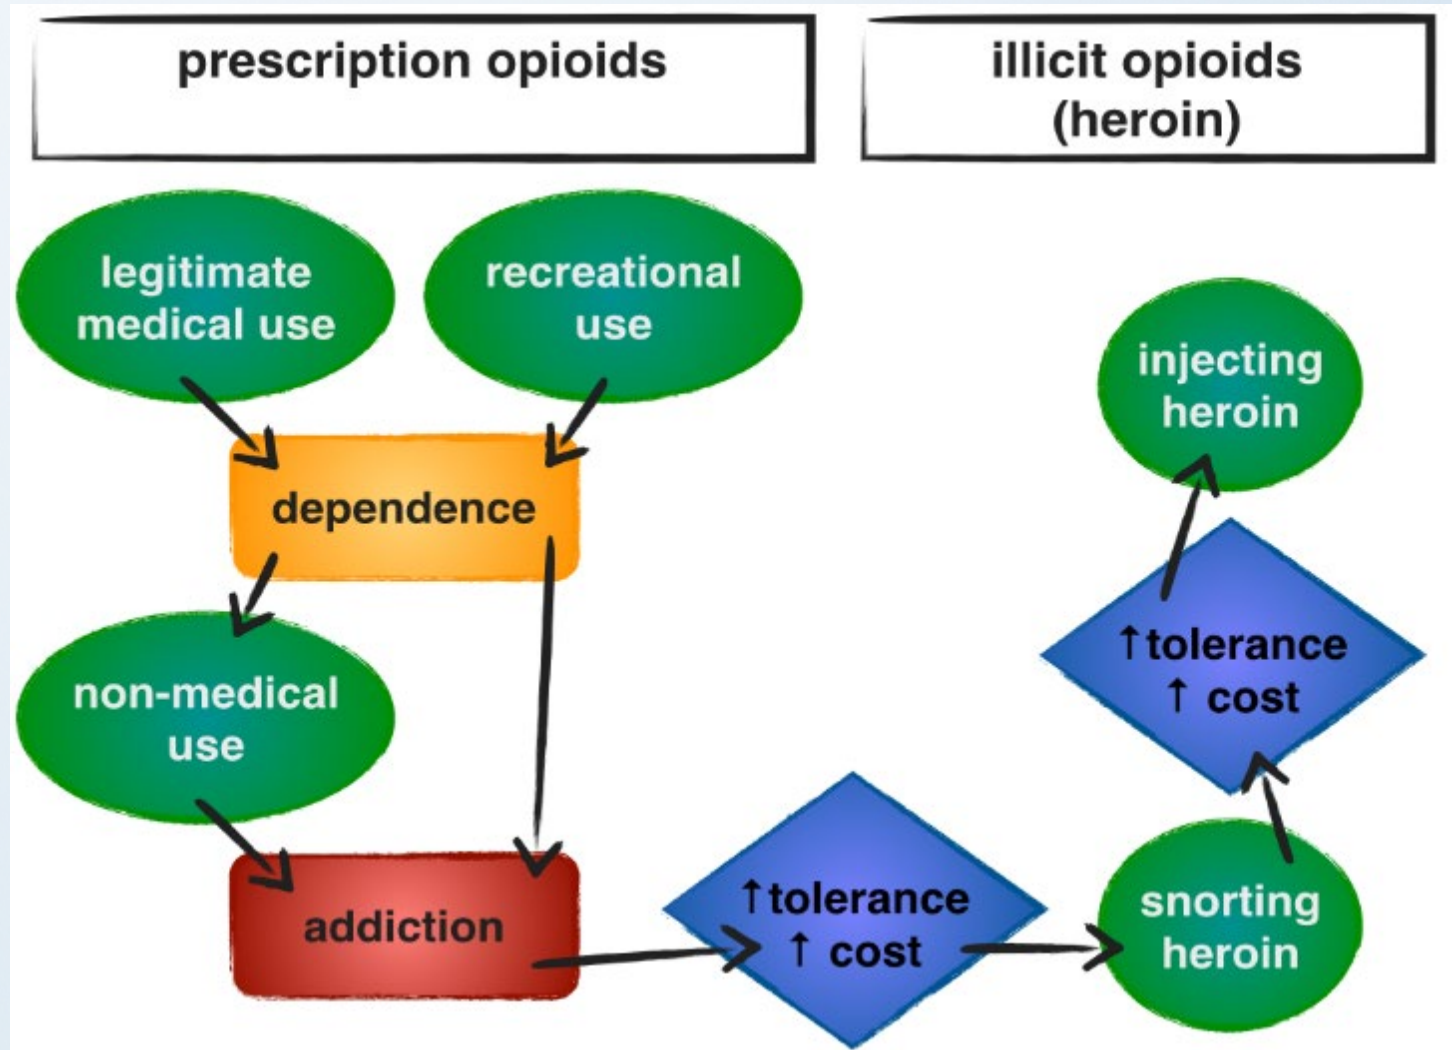 prescription opioids
illicit opioids
(heroin)
legitimate
medical use
recreational
use
dependence
non-medical
use
addiction
↑tolerance
↑ cost
snorting
heroin
↑tolerance
↑ cost
injecting
heroin